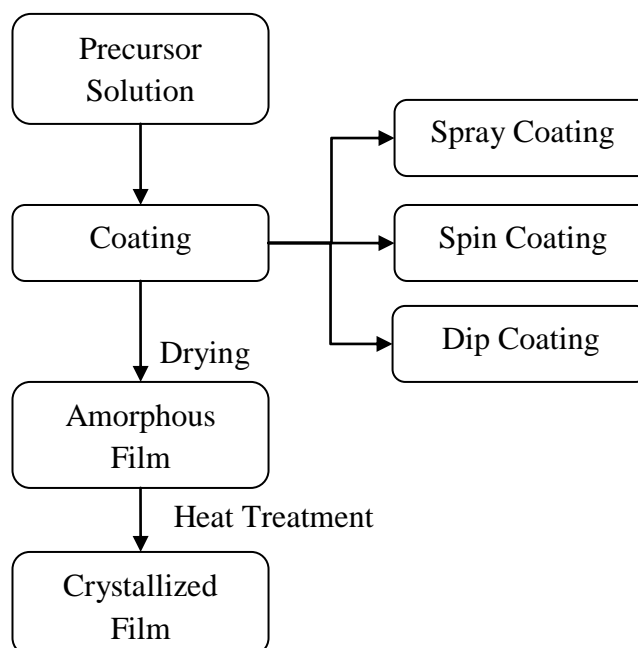 Precursor
Solution
Spray Coating
Coating
Spin Coating
Dip Coating
Drying
Amorphous
Film
Heat Treatment
Crystallized
Film